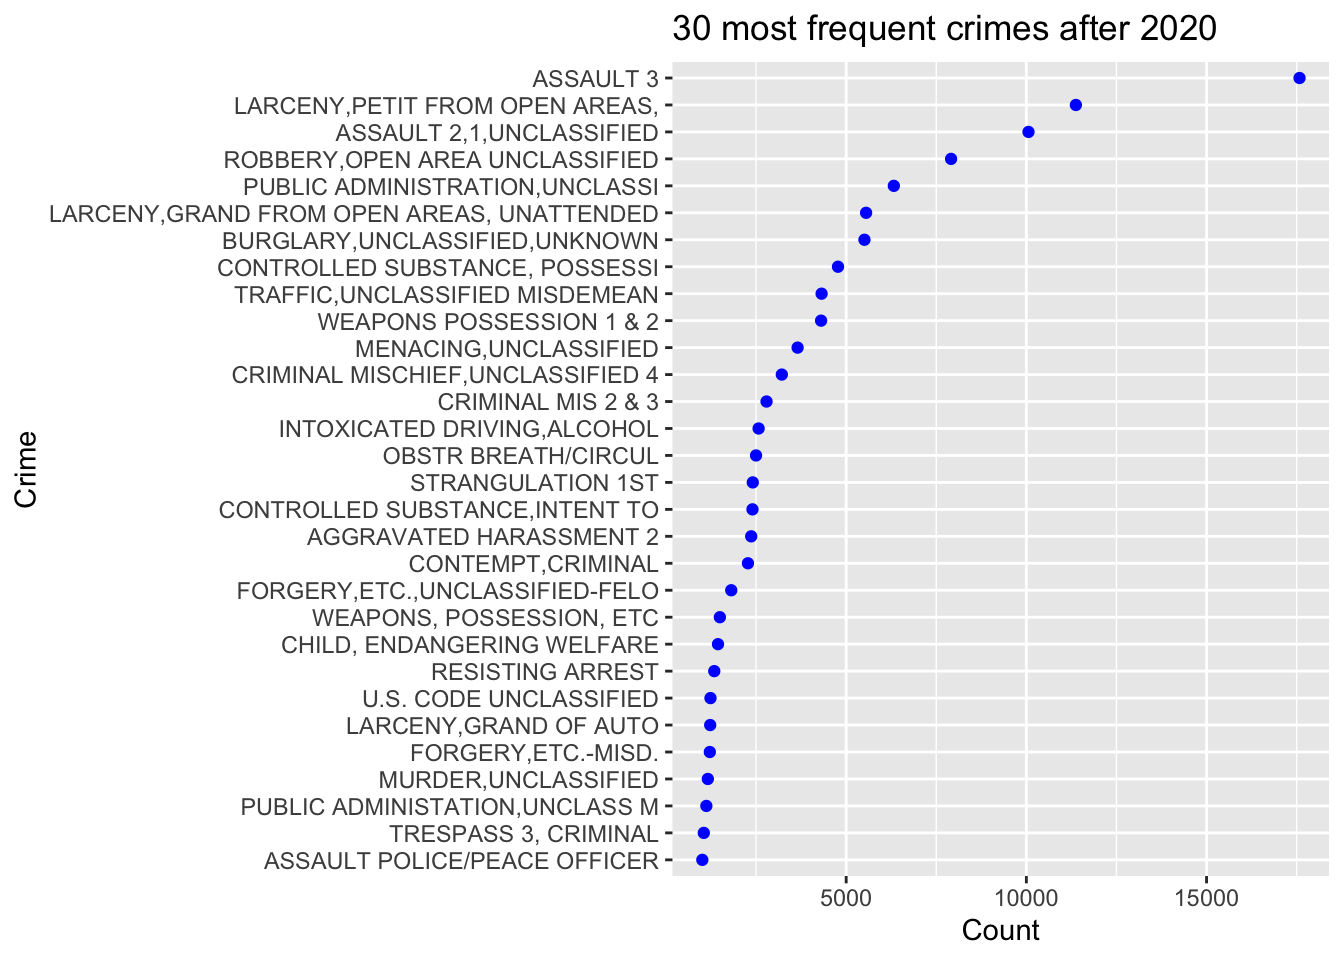 30 most frequent crimes after 2020
ASSAULT 3
LARCENY,PETIT FROM OPEN AREAS,
ASSAULT 2,1,UNCLASSIFIED
ROBBERY,OPEN AREA UNCLASSIFIED
PUBLIC ADMINISTRATION,UNCLASSI
LARCENY,GRAND FROM OPEN AREAS, UNATTENDED
BURGLARY,UNCLASSIFIED,UNKNOWN
CONTROLLED SUBSTANCE, POSSESSI
TRAFFIC,UNCLASSIFIED MISDEMEAN
WEAPONS POSSESSION 1 & 2
MENACING,UNCLASSIFIED
CRIMINAL MISCHIEF,UNCLASSIFIED 4
CRIMINAL MIS 2 & 3
INTOXICATED DRIVING,ALCOHOL
OBSTR BREATH/CIRCUL
STRANGULATION 1ST
CONTROLLED SUBSTANCE,INTENT TO
AGGRAVATED HARASSMENT 2
CONTEMPT,CRIMINAL
FORGERY,ETC.,UNCLASSIFIED-FELO
WEAPONS, POSSESSION, ETC
CHILD, ENDANGERING WELFARE
RESISTING ARREST
U.S. CODE UNCLASSIFIED
LARCENY,GRAND OF AUTO
FORGERY,ETC.-MISD.
MURDER,UNCLASSIFIED
PUBLIC ADMINISTATION,UNCLASS M
TRESPASS 3, CRIMINAL
ASSAULT POLICE/PEACE OFFICER
Crime
5000 10000 15000
Count